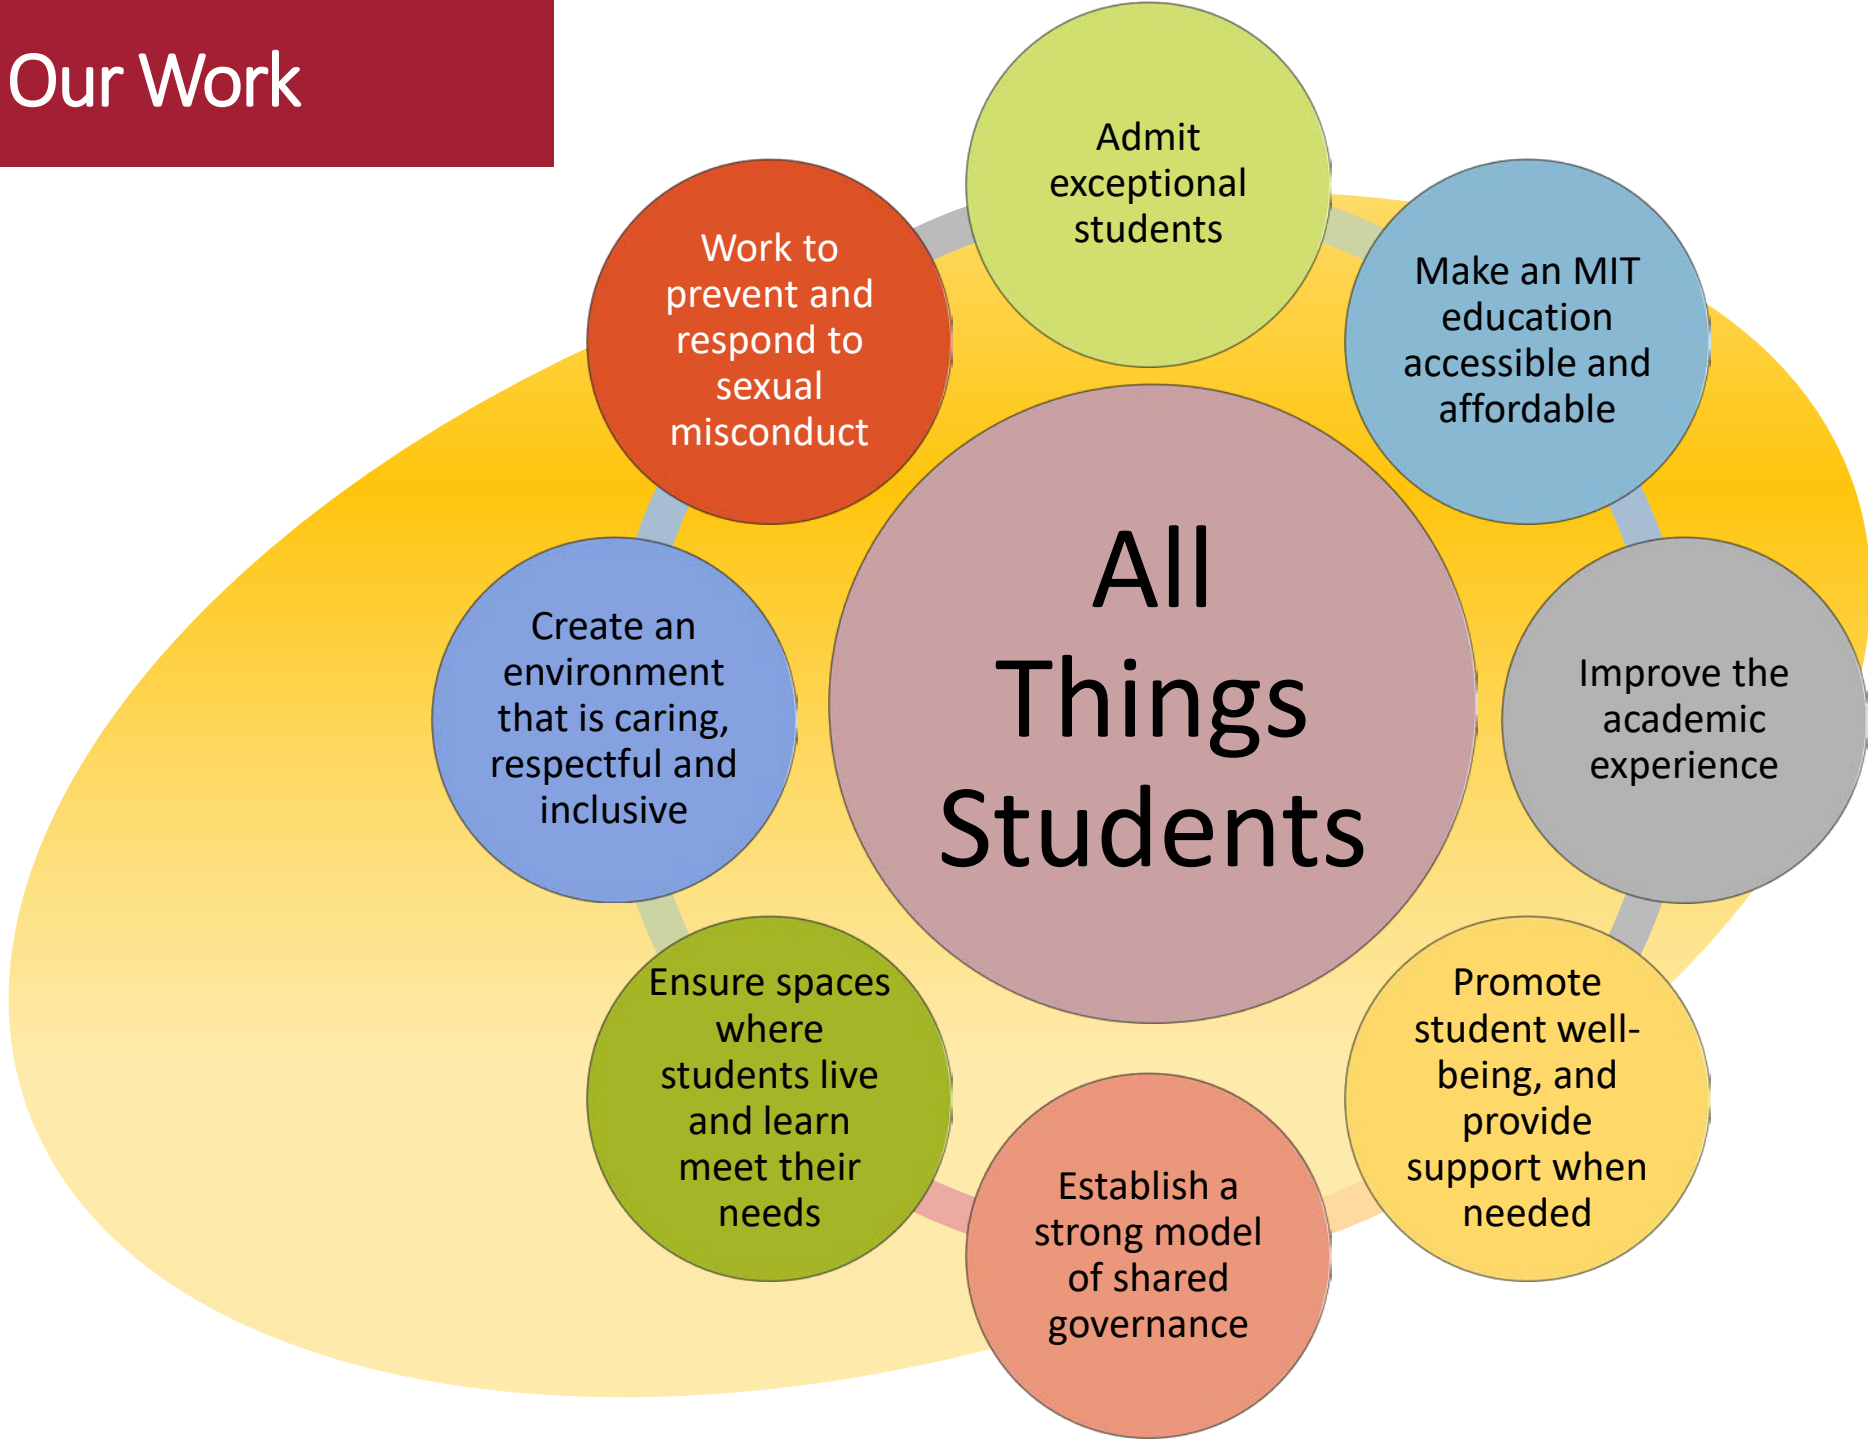 Our Work
Admit
exceptional
students
Make an MIT
education
accessible and
affordable
Improve the
academic
experience
Promote
student well-
being, and
provide
support when
needed
Establish a
strong model
of shared
governance
Ensure spaces
where
students live
and learn
meet their
needs
Create an
environment
that is caring,
respectful and
inclusive
Work to
prevent and
respond to
sexual
misconduct
All
Things
Students